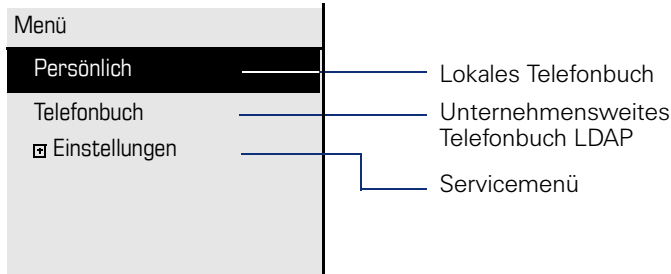 Menü
Persönlich
Lokales Telefonbuch
Telefonbuch
Unternehmensweites
Telefonbuch LDAP
Einstellungen
Servicemenü